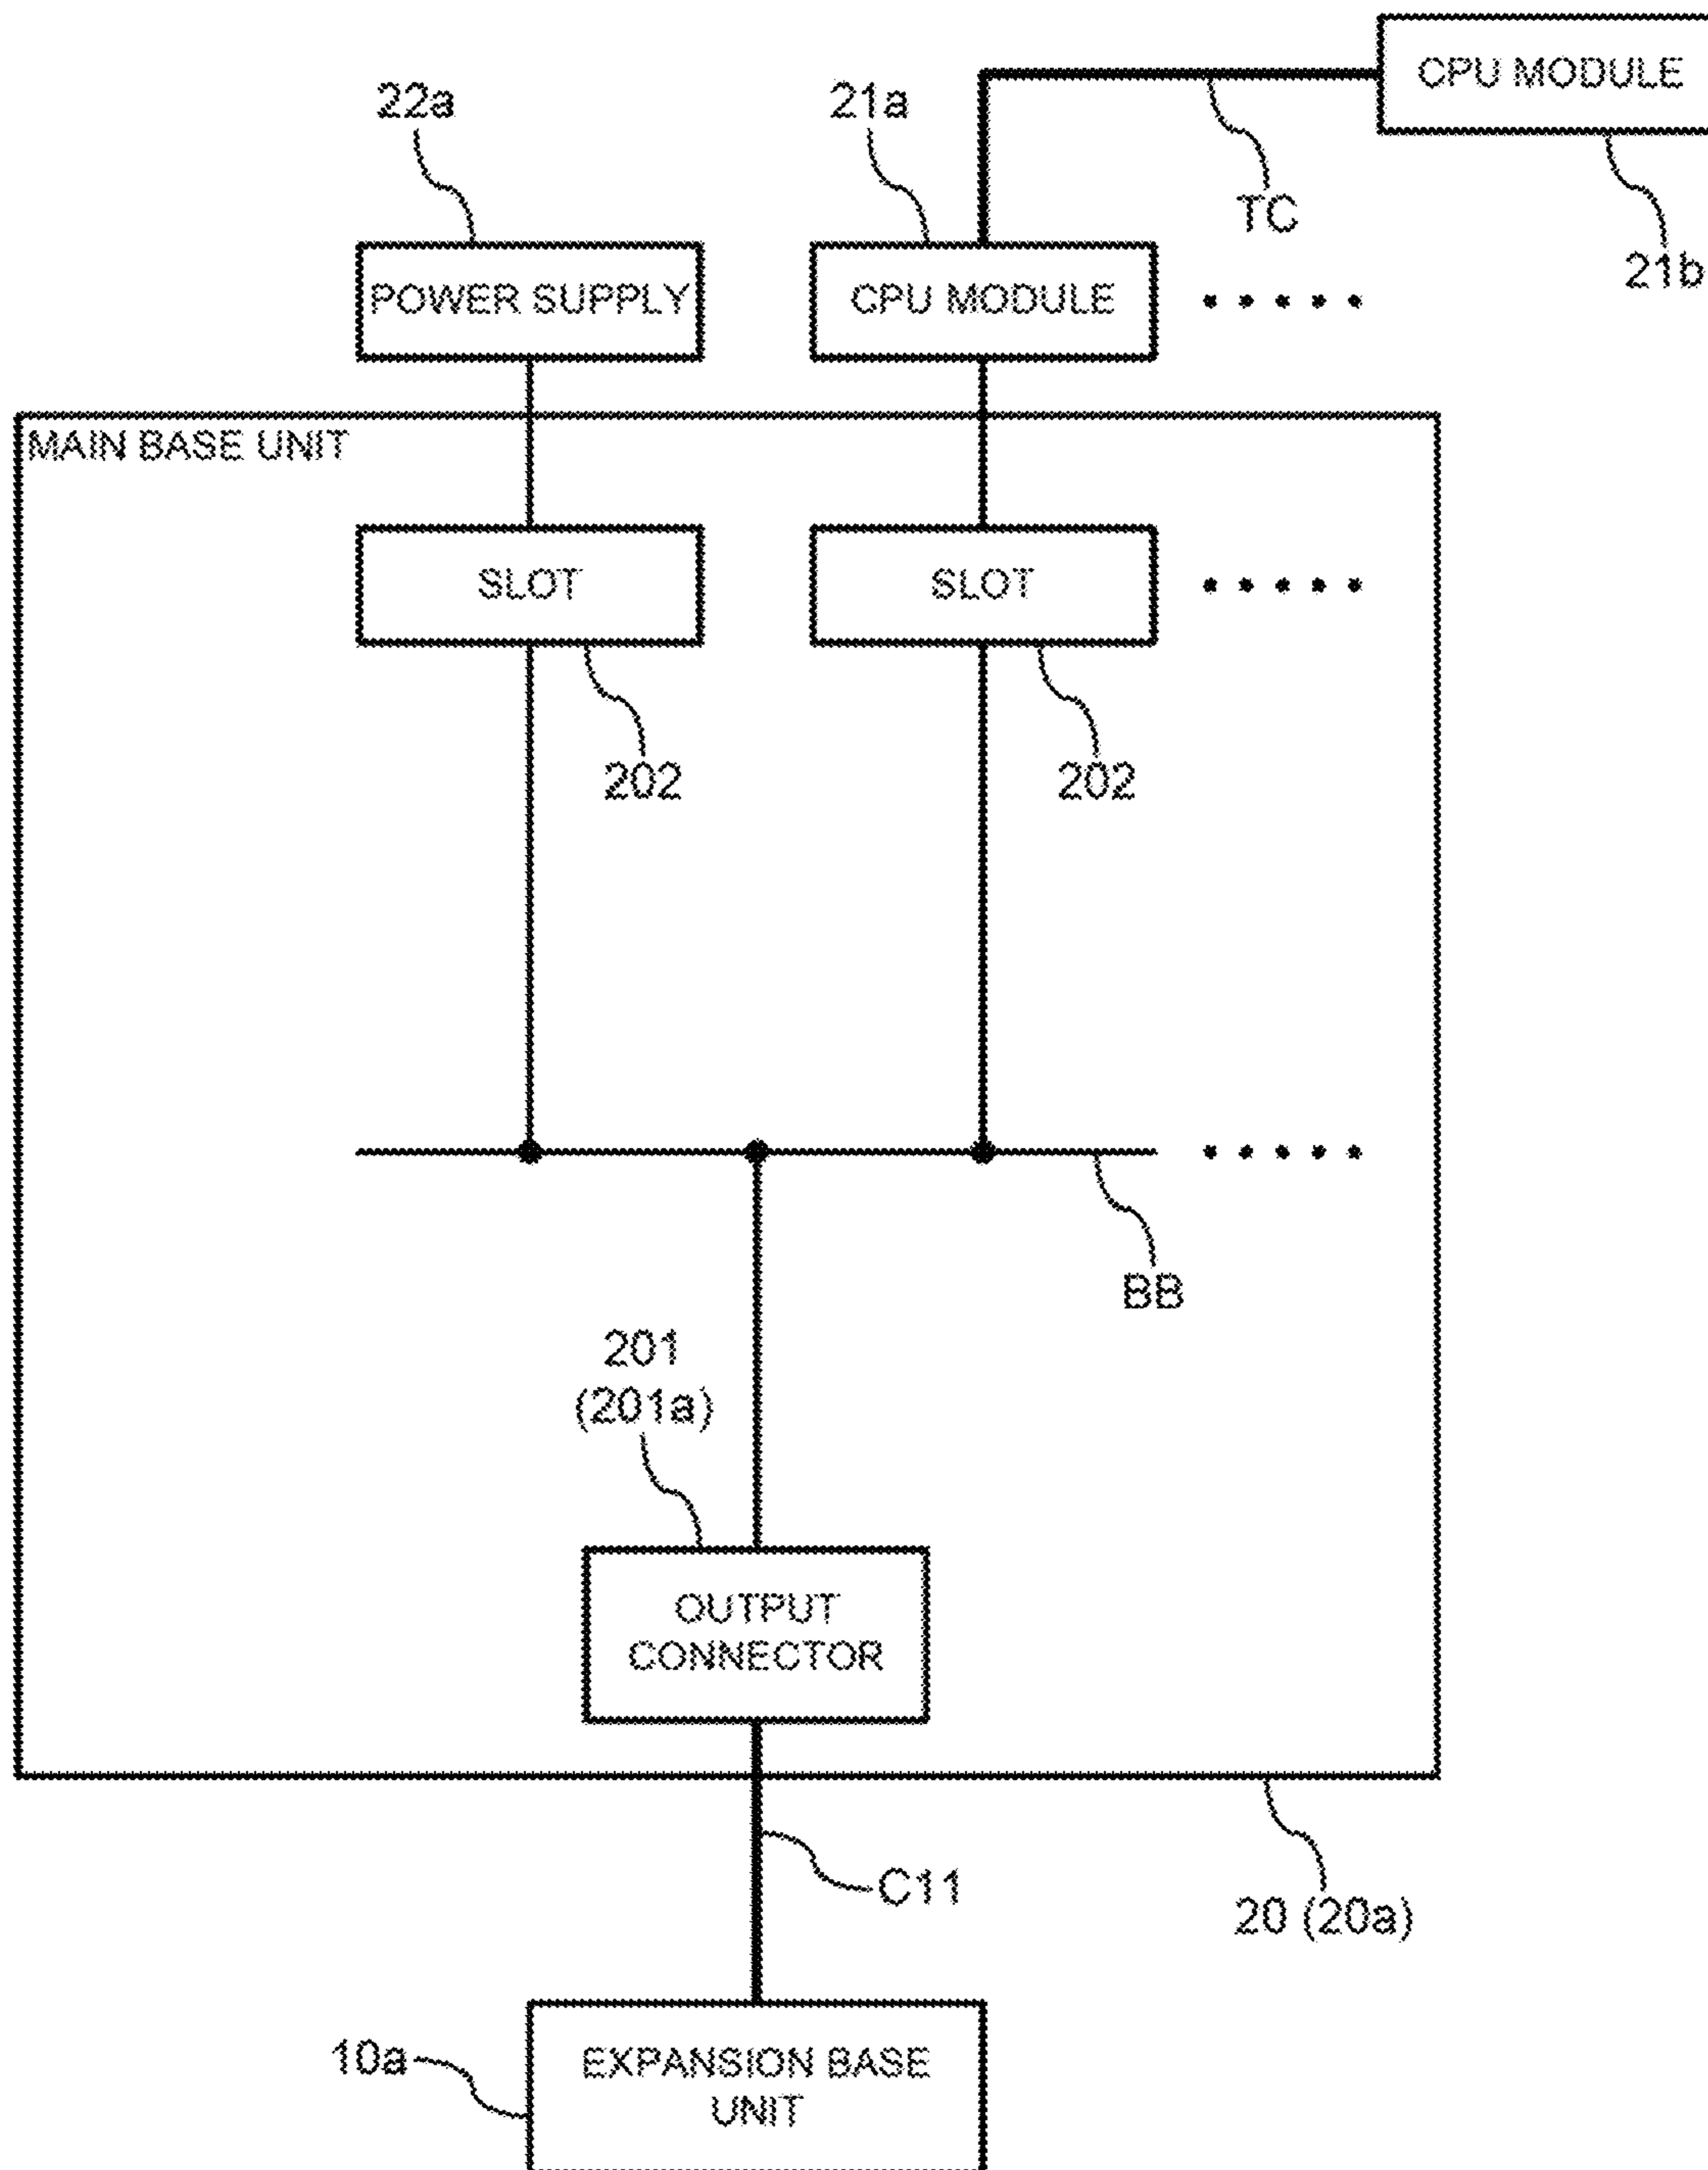 CPU MODULE
22a
21a
TC
21b
POWER SUPPLY
CPU MODULE
MAIN BASE UNIT
SLOT
SLOT
202
202
BB
201
(201a)
OUTPUT
CONNECTOR
C11
20 (20a)
10a
EXPANSION BASE
UNIT